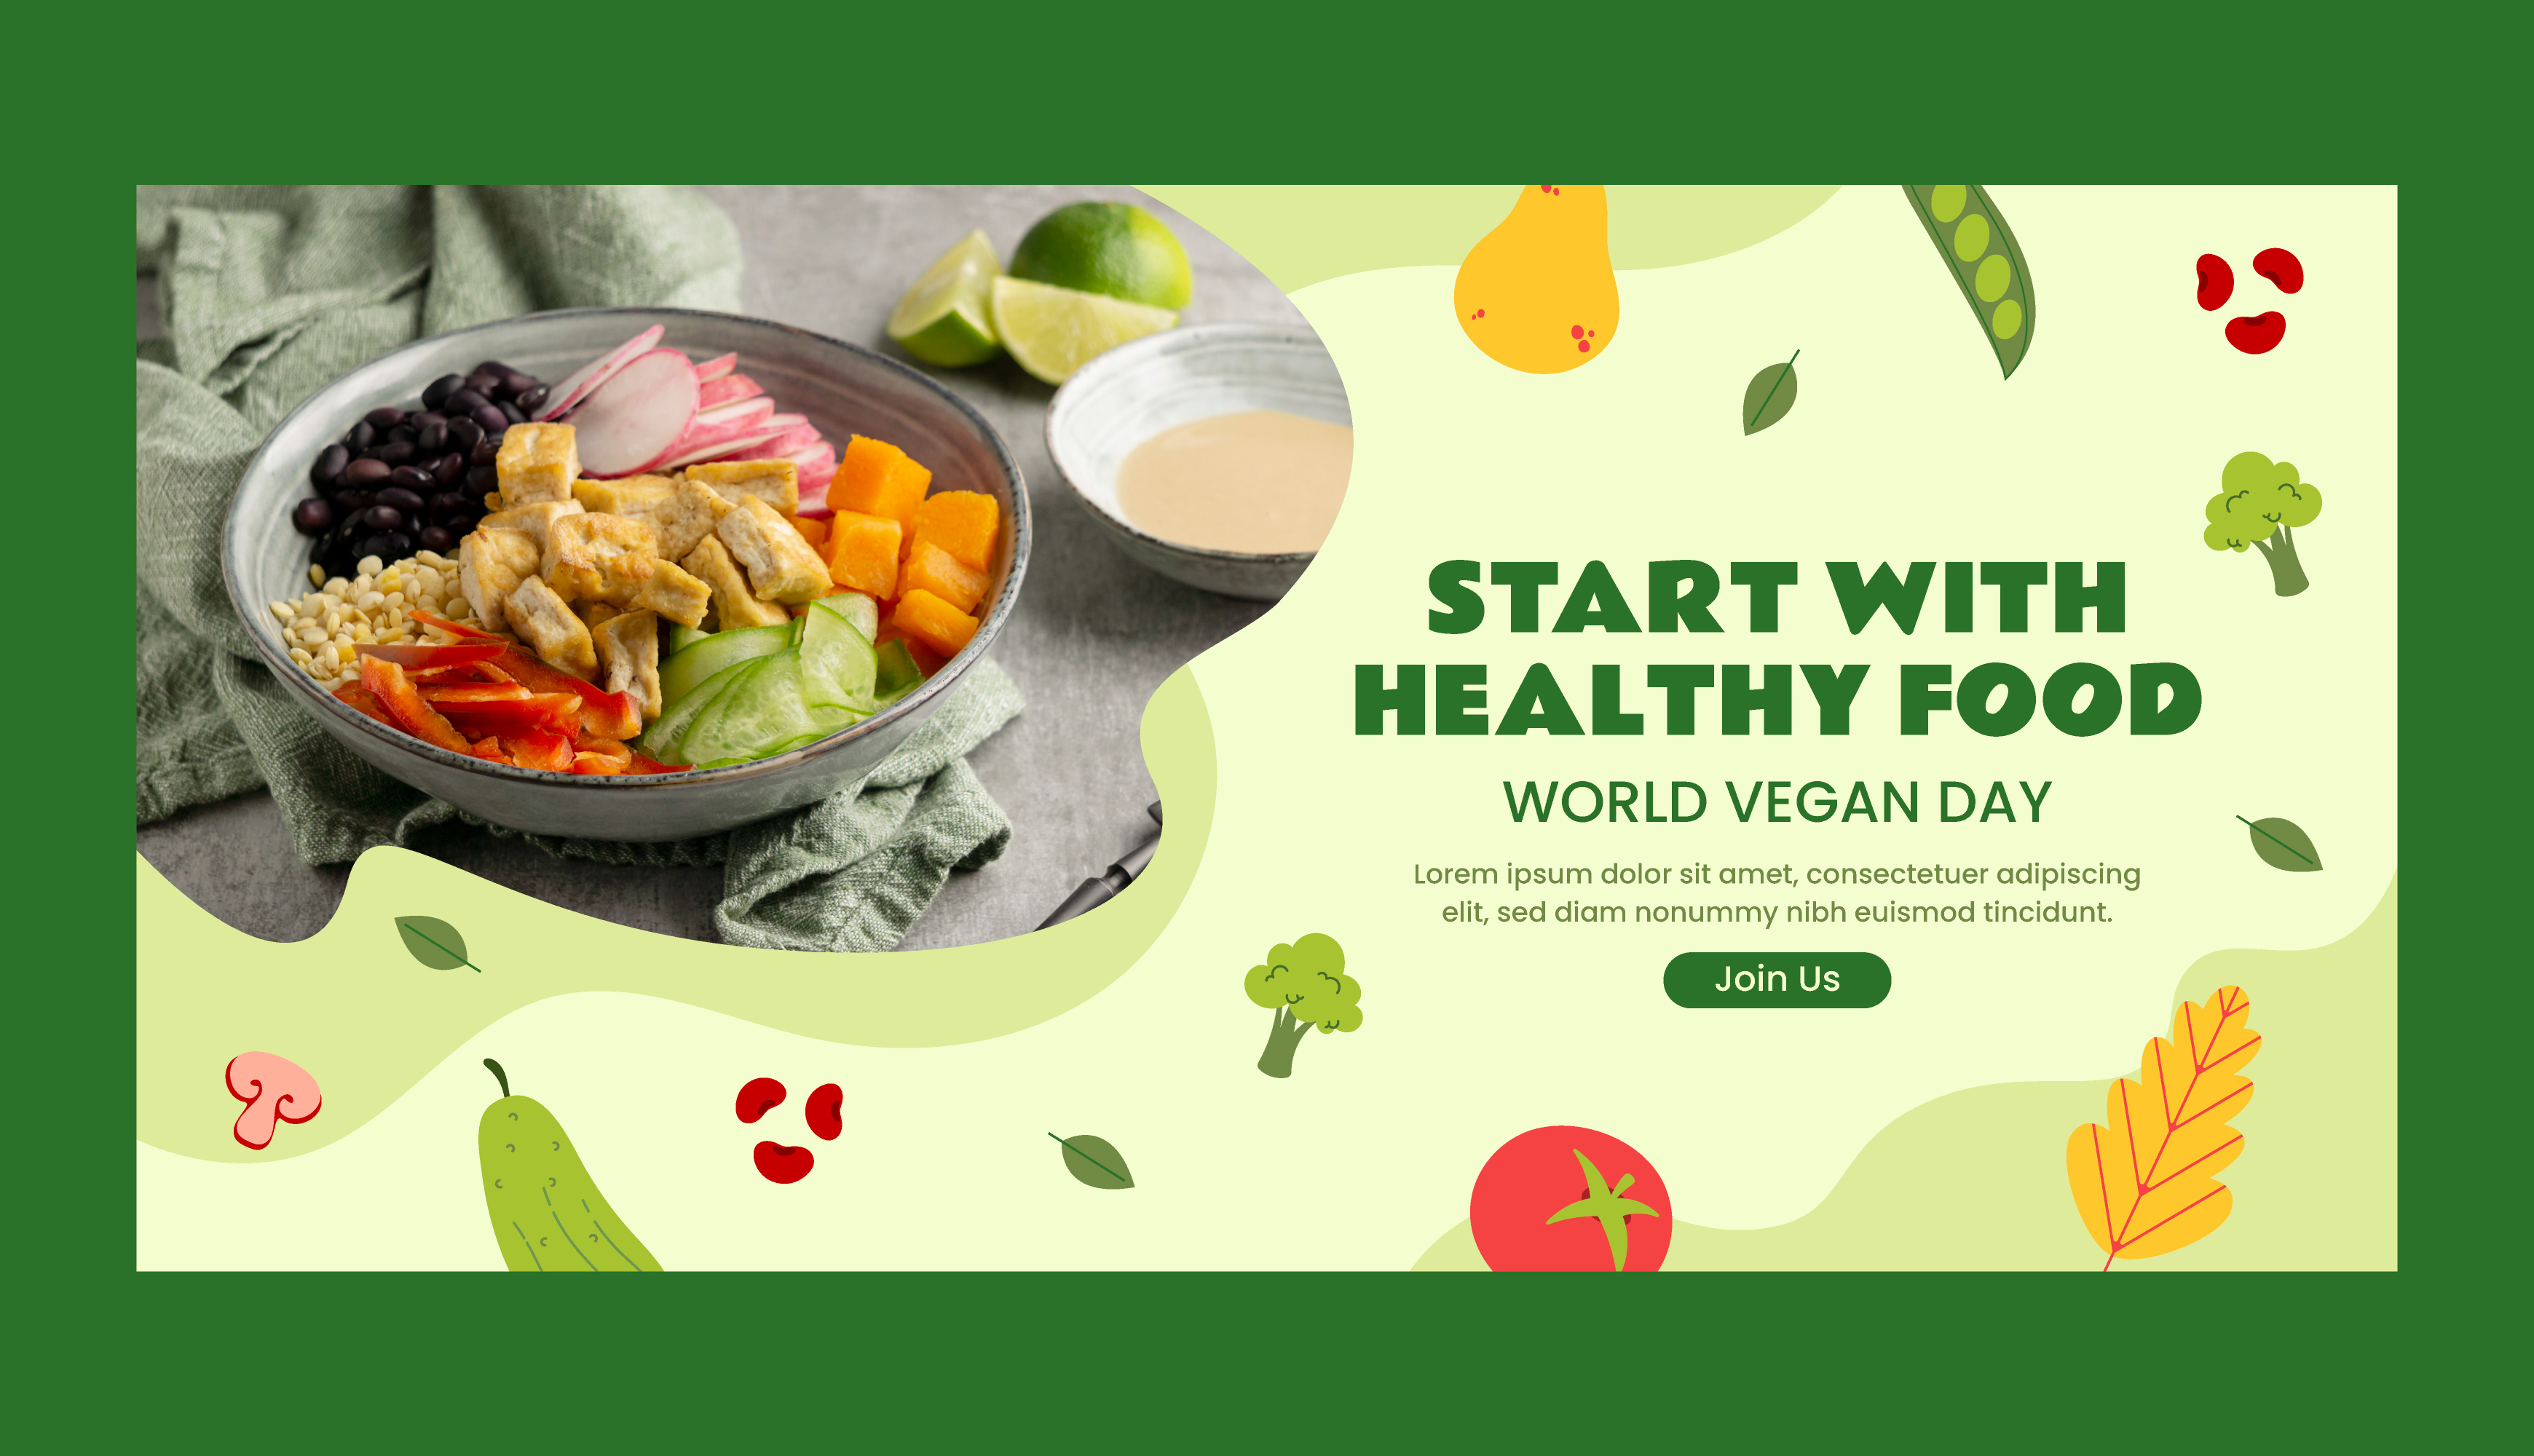 START WITH
HEALTHY FOOD
WORLD VEGAN DAY
Lorem ipsum dolor sit amet, consectetuer adipiscing
elit, sed diam nonummy nibh euismod tincidunt.
Join Us